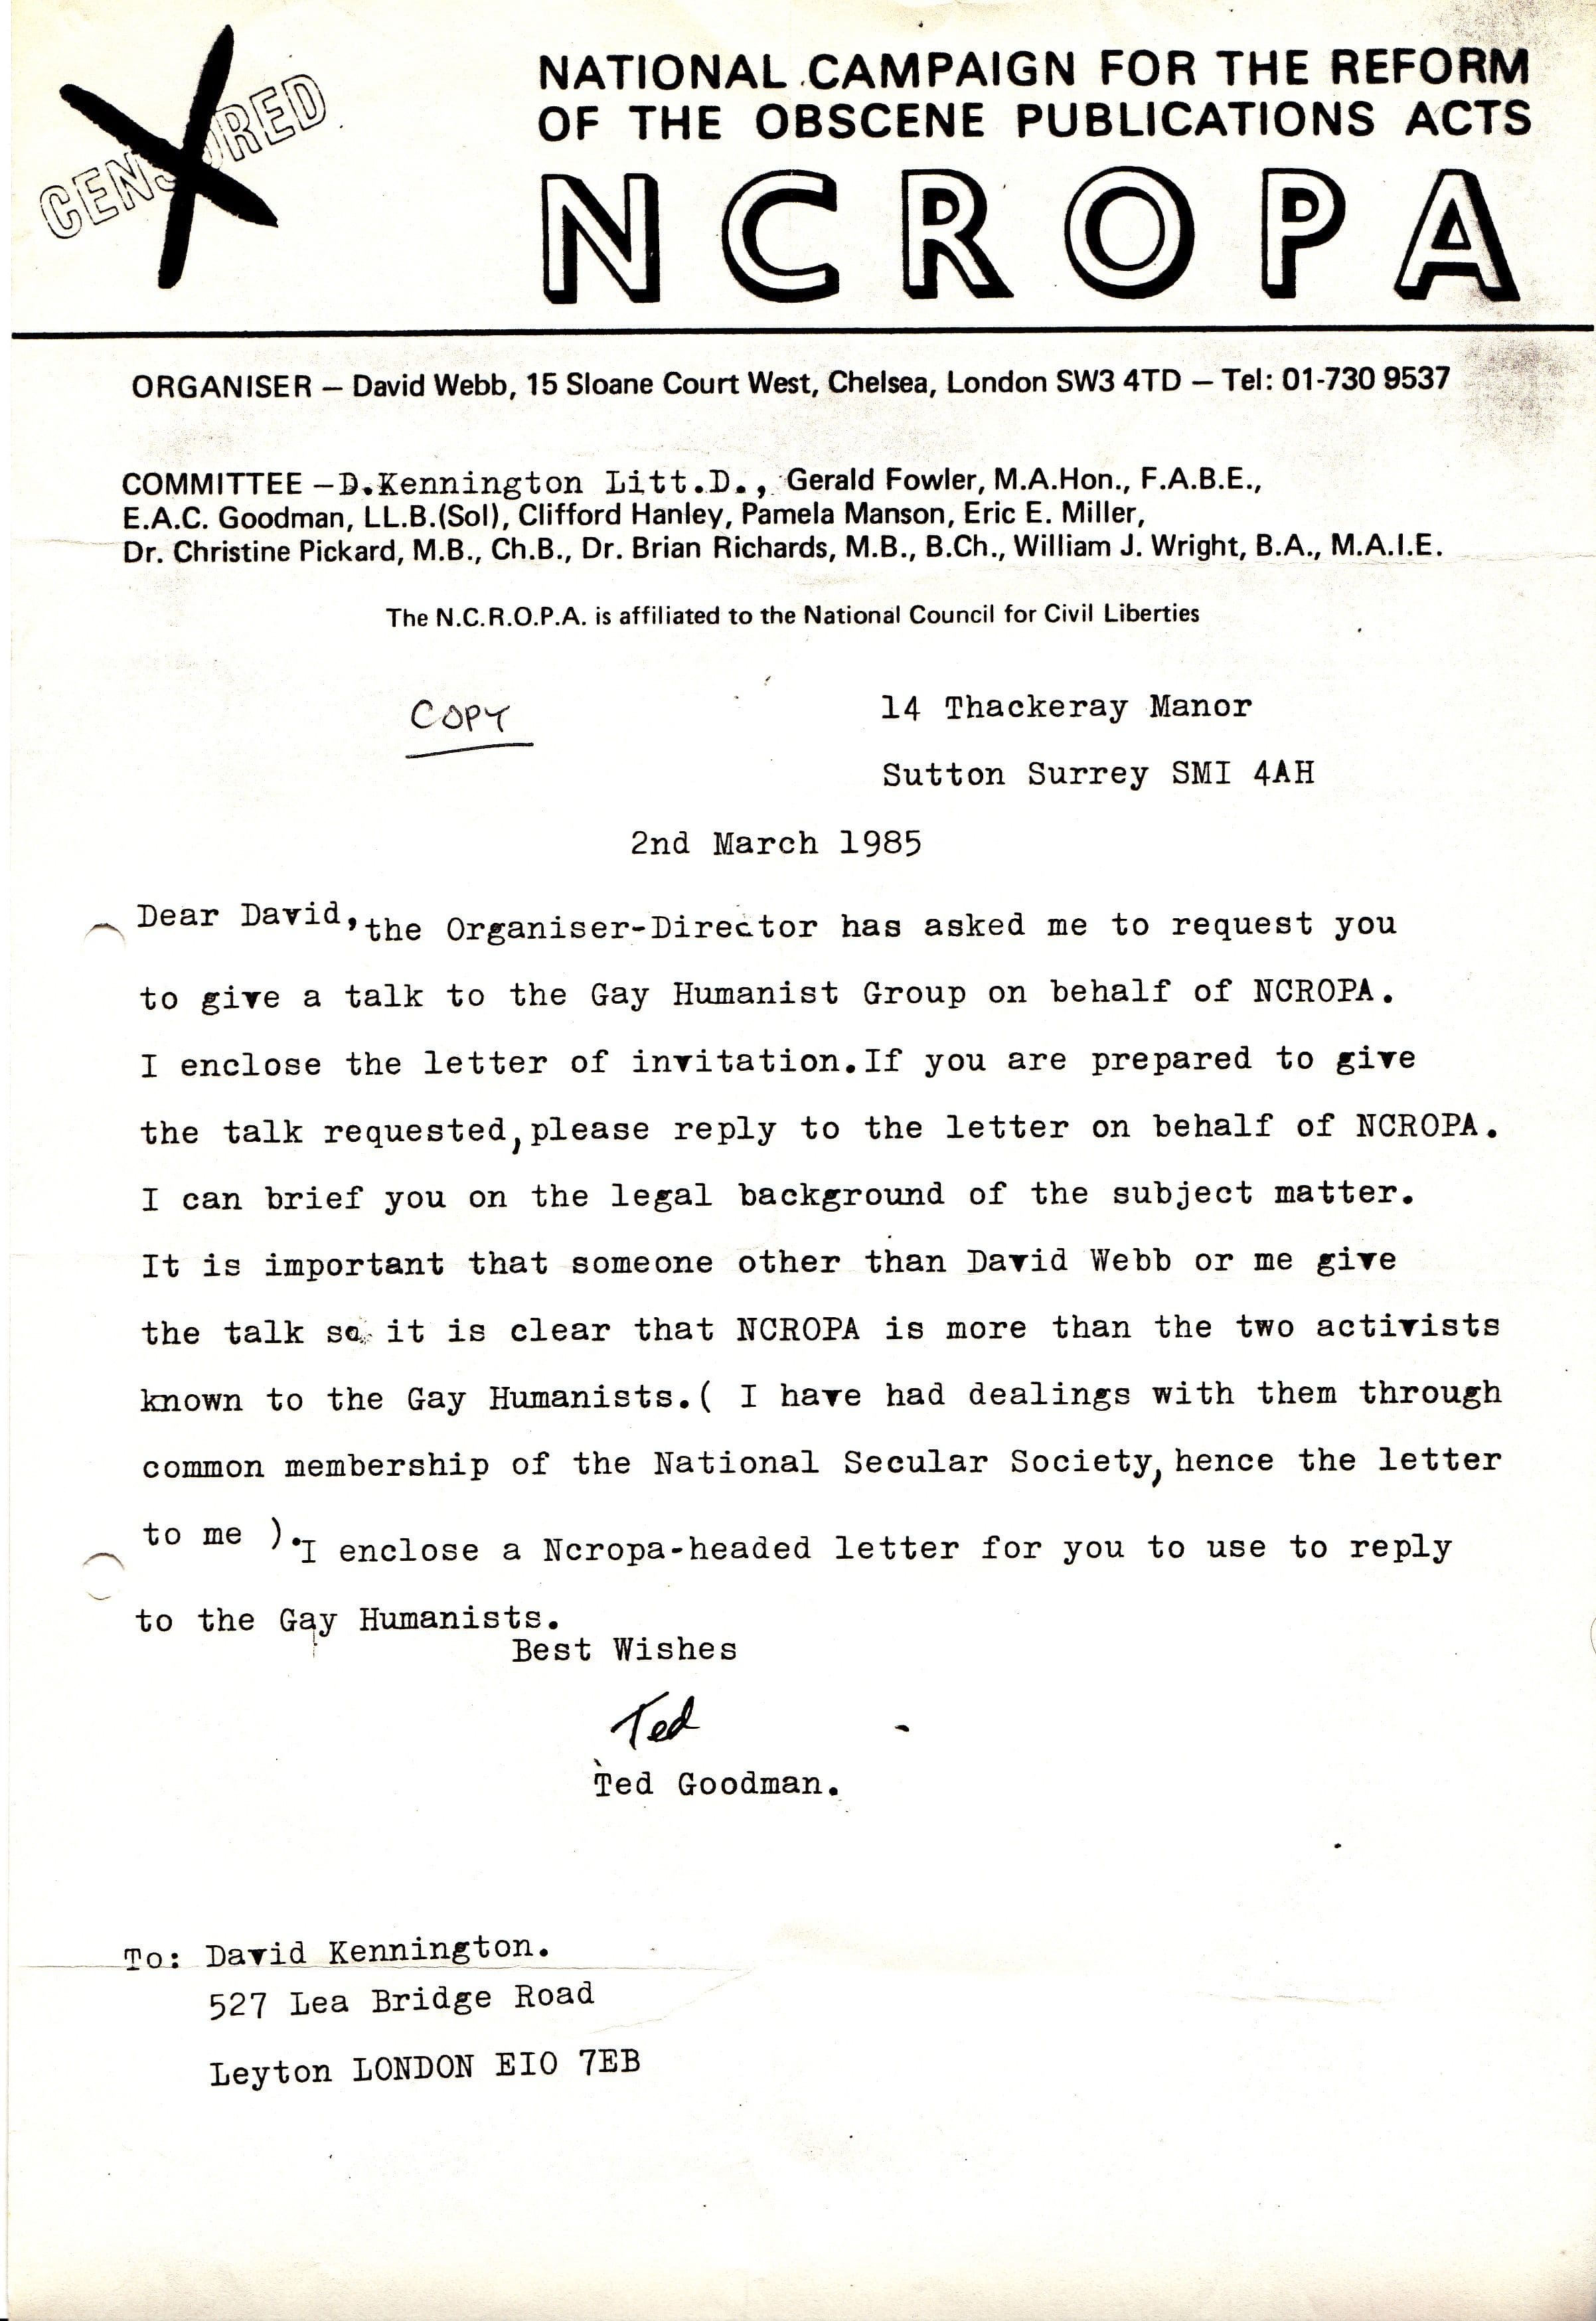 CENSORED
NATIONAL CAMPAIGN FOR THE REFORM
OF THE OBSCENE PUBLICATIONS ACTS
NCROPA
ORGANISER – David Webb, 15 Sloane Court West, Chelsea, London SW3 4TD – Tel: 01-730 9537
COMMITTEE – D.Kennington Litt.D., Gerald Fowler, M.A.Hon., F.A.B.E.,
E.A.C. Goodman, LL.B.(Sol), Clifford Hanley, Pamela Manson, Eric E. Miller,
Dr. Christine Pickard, M.B., Ch.B., Dr. Brian Richards, M.B., B.Ch., William J. Wright, B.A., M.A.I.E.
The N.C.R.O.P.A. is affiliated to the National Council for Civil Liberties
COPY
14 Thackeray Manor
Sutton Surrey SMI 4AH
2nd March 1985
Dear David, the Organiser-Director has asked me to request you
to give a talk to the Gay Humanist Group on behalf of NCROPA.
I enclose the letter of invitation.If you are prepared to give
the talk requested,please reply to the letter on behalf of NCROPA.
I can brief you on the legal background of the subject matter.
It is important that someone other than David Webb or me give
the talk so it is clear that NCROPA is more than the two activists
known to the Gay Humanists.( I have had dealings with them through
common membership of the National Secular Society,hence the letter
to me ).I enclose a Ncropa-headed letter for you to use to reply
to the Gay Humanists.
Best Wishes
Ted
Ted Goodman.
To: David Kennington.
527 Lea Bridge Road
Leyton LONDON EIO 7EB